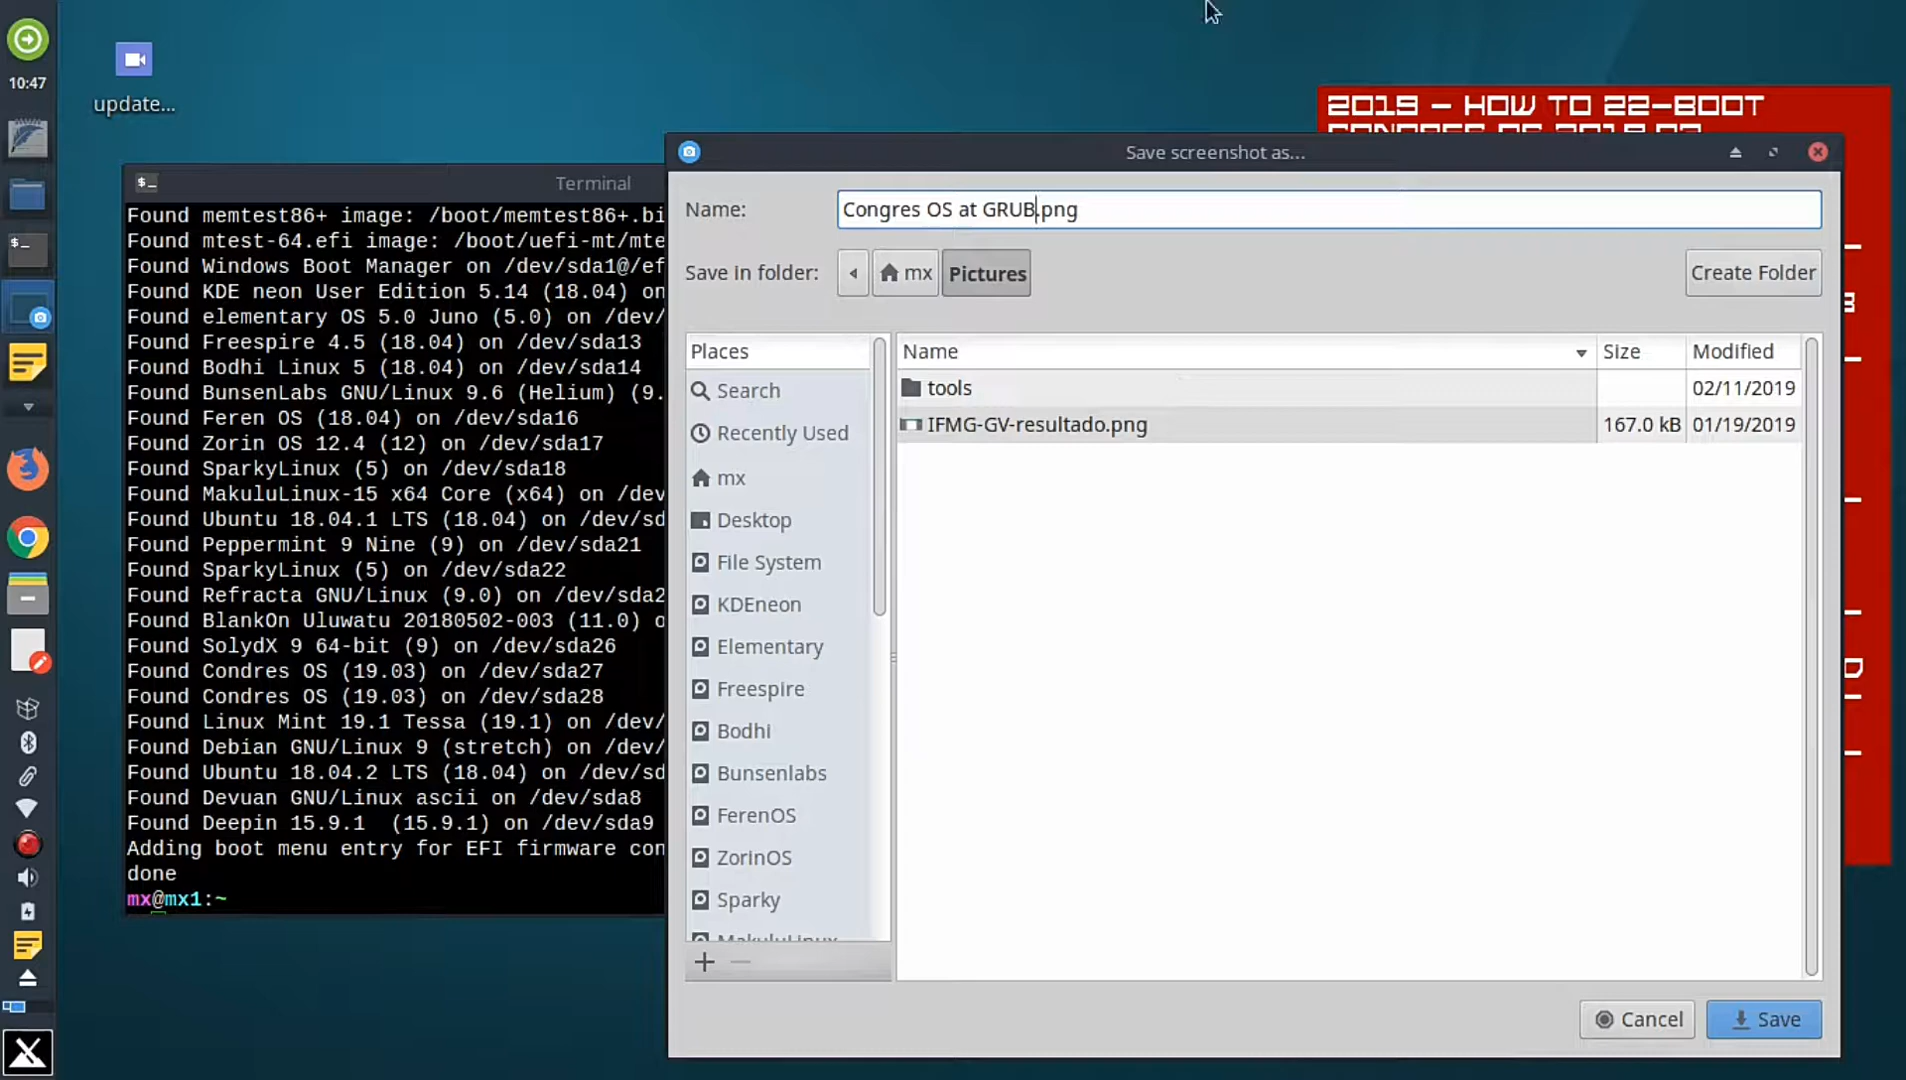 10:47
update...
2019 - HOW TO 22-BOOT
Terminal
Found memtest86+ image: /boot/memtest86+.bi
Found mtest-64.efi image: /boot/uefi-mt/mte
Found Windows Boot Manager on /dev/sda1@/ef
Found KDE neon User Edition 5.14 (18.04) on
Found elementary OS 5.0 Juno (5.0) on /dev/
Found Freespire 4.5 (18.04) on /dev/sda13
Found Bodhi Linux 5 (18.04) on /dev/sda14
Found BunsenLabs GNU/Linux 9.6 (Helium) (9.
Found Feren OS (18.04) on /dev/sda16
Found Zorin OS 12.4 (12) on /dev/sda17
Found SparkyLinux (5) on /dev/sda18
Found MakuluLinux-15 x64 Core (x64) on /dev
Found Ubuntu 18.04.1 LTS (18.04) on /dev/sd
Found Peppermint 9 Nine (9) on /dev/sda21
Found SparkyLinux (5) on /dev/sda22
Found Refracta GNU/Linux (9.0) on /dev/sda2
Found BlankOn Uluwatu 20180502-003 (11.0) o
Found SolydX 9 64-bit (9) on /dev/sda26
Found Condres OS (19.03) on /dev/sda27
Found Condres OS (19.03) on /dev/sda28
Found Linux Mint 19.1 Tessa (19.1) on /dev/
Found Debian GNU/Linux 9 (stretch) on /dev/
Found Ubuntu 18.04.2 LTS (18.04) on /dev/sd
Found Devuan GNU/Linux ascii on /dev/sda8
Found Deepin 15.9.1 (15.9.1) on /dev/sda9
Adding boot menu entry for EFI firmware con
done
mx@mx1:~
Save screenshot as...
Name: Congres OS at GRUB.png
Save in folder: mx Pictures Create Folder
Places
Search
Recently Used
mx
Desktop
File System
KDEneon
Elementary
Freespire
Bodhi
Bunsenlabs
FerenOS
ZorinOS
Sparky
MakuluLinux
Name Size Modified
tools 02/11/2019
IFMG-GV-resultado.png 167.0 kB 01/19/2019
Cancel Save